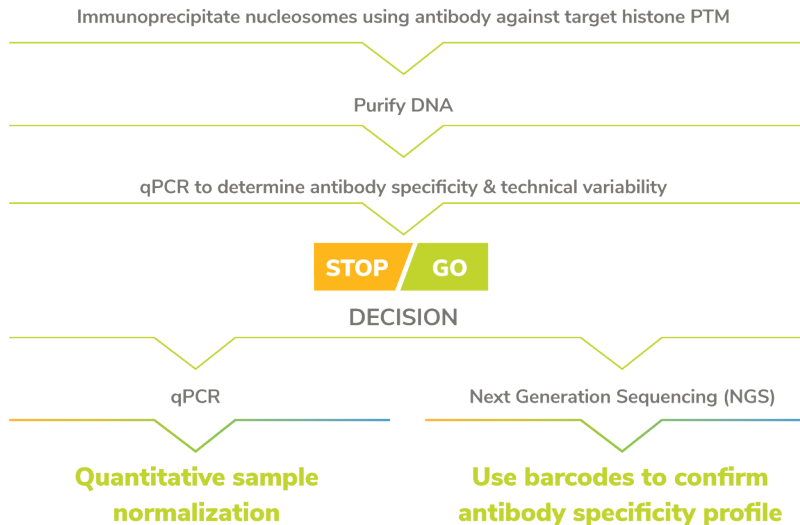 Immunoprecipitate nucleosomes using antibody against target histone PTM
Purify DNA
qPCR to determine antibody specificity & technical variability
STOP GO
DECISION
qPCR
Next Generation Sequencing (NGS)
Quantitative sample
normalization
Use barcodes to confirm
antibody specificity profile